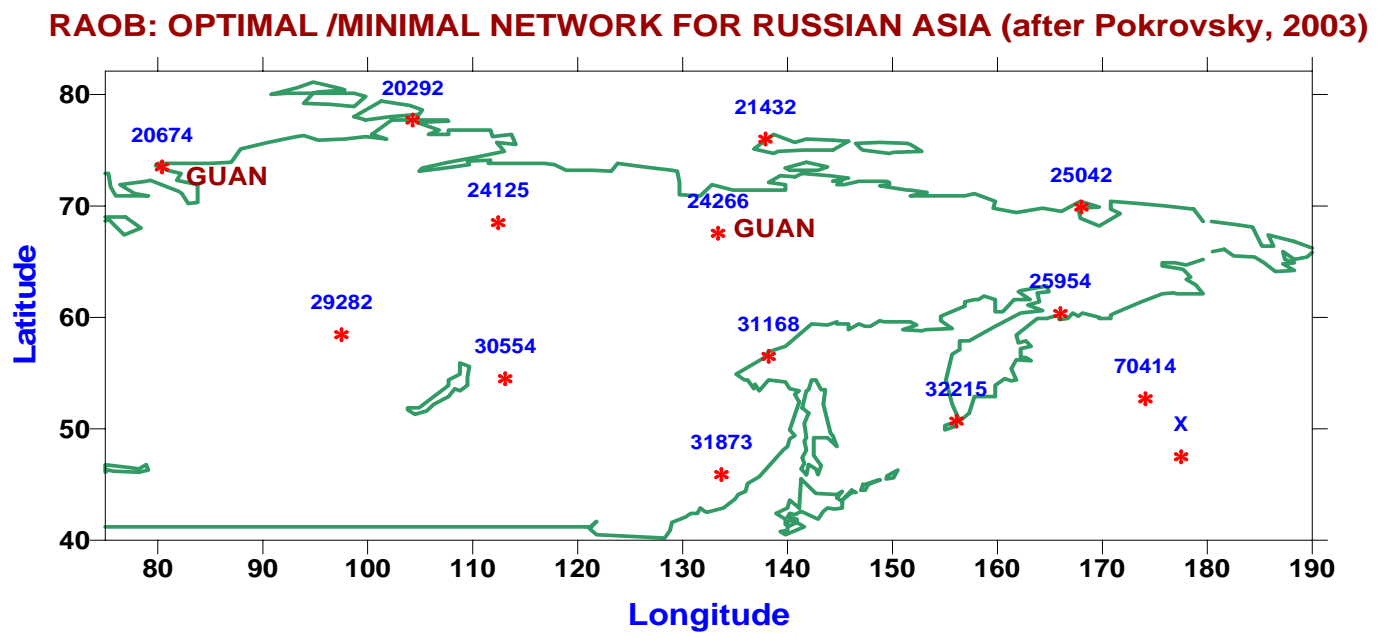 RAOB: OPTIMAL /MINIMAL NETWORK FOR RUSSIAN ASIA (after Pokrovsky, 2003)
80
20292
21432
20674
GUAN
24125
24266
25042
70
GUAN
Latitude
29282
25954
60
30554
31168
70414
32215
X
50
31873
40
80 90 100 110 120 130 140 150 160 170 180 190
Longitude